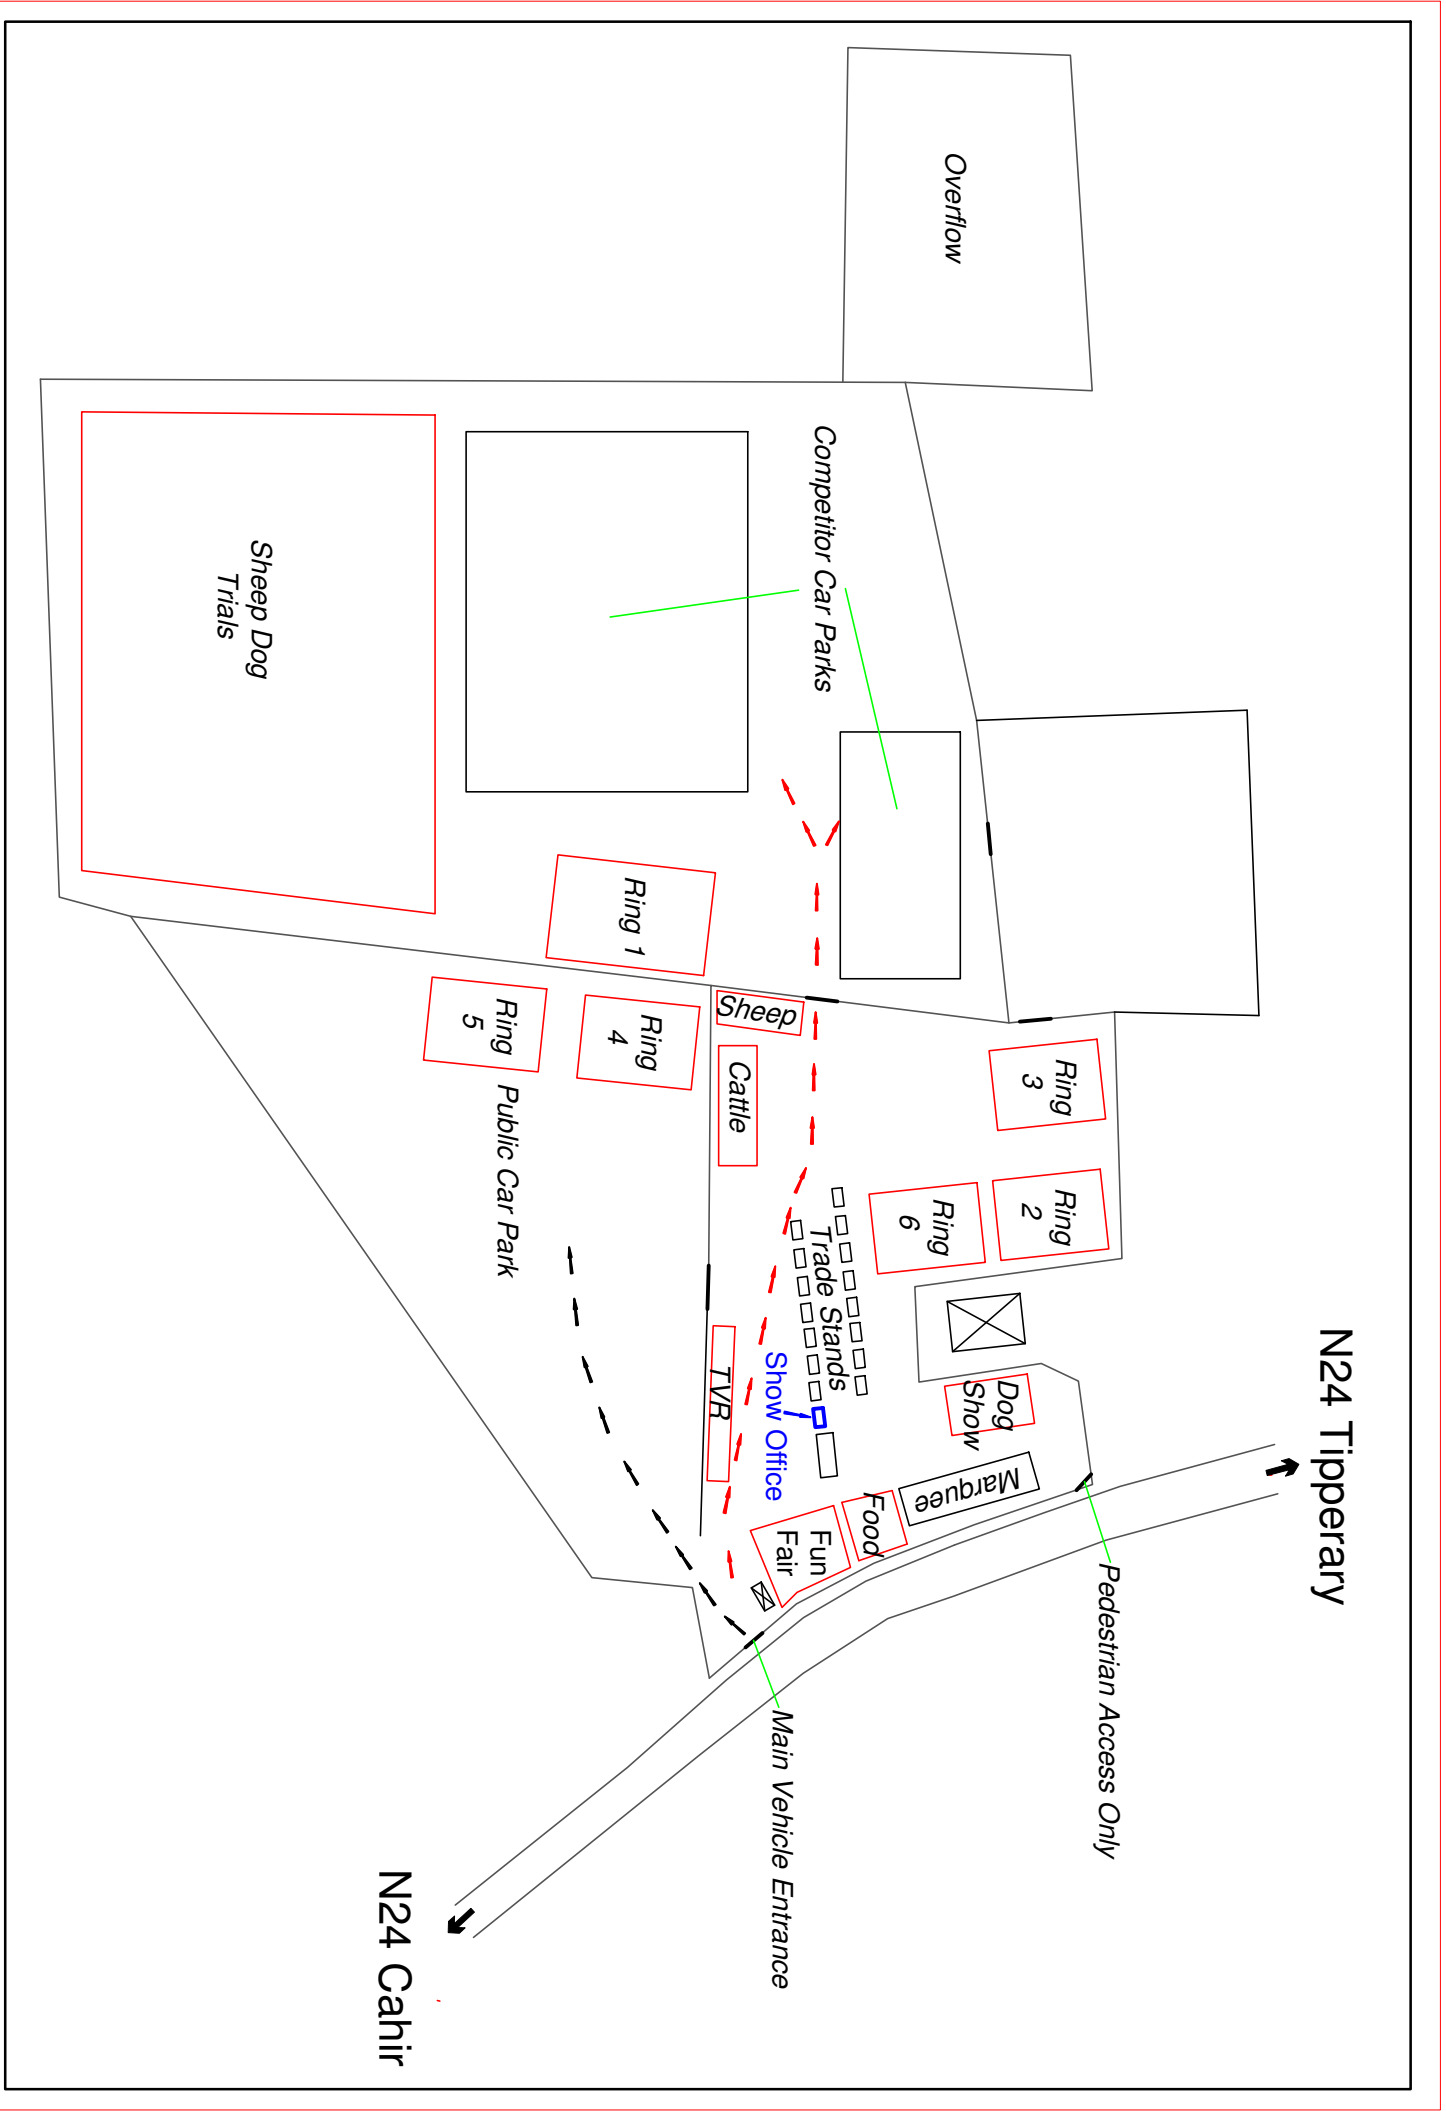 N24 Tipperary
Pedestrian Access Only
Overflow
Ring
3
Ring
2
Dog
Show
Marquee
Ring
6
Food
Competitor Car Parks
Trade Stands
Fun
Fair
Show Office
Main Vehicle Entrance
Sheep
Cattle
TVR
Ring 1
Ring
4
Ring
5
Public Car Park
N24 Cahir
Sheep Dog
Trials